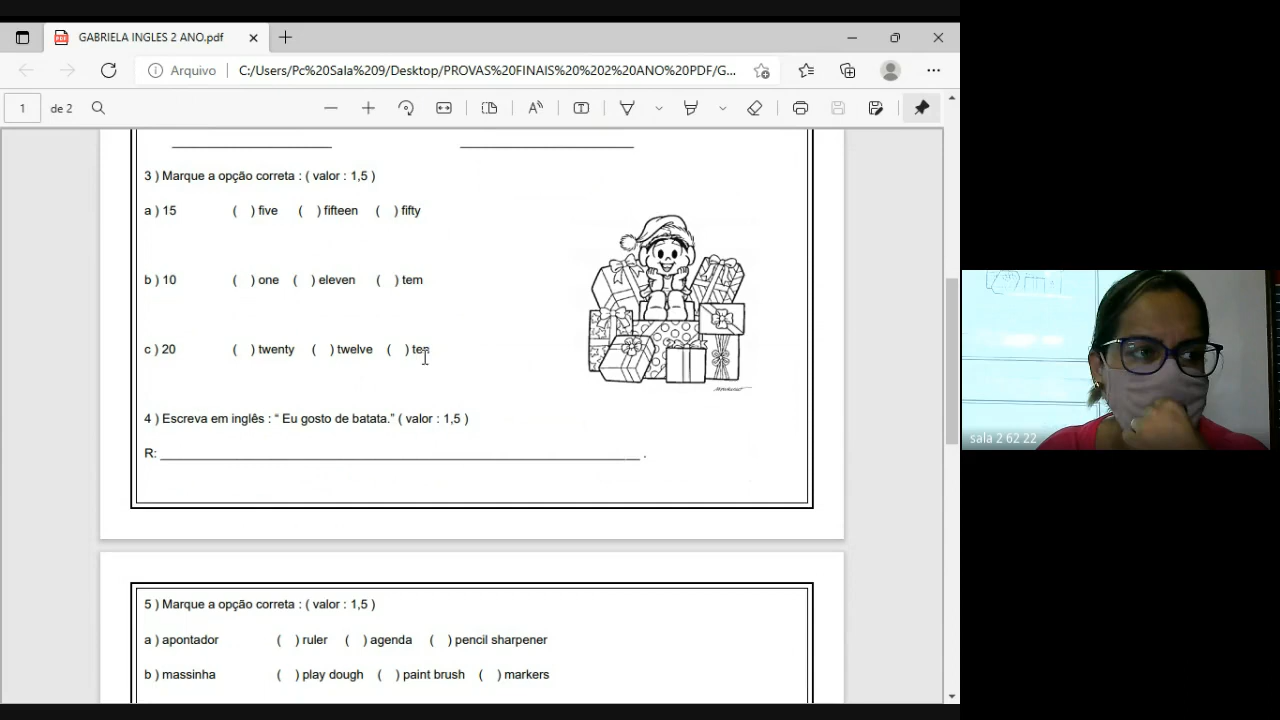 GABRIELA INGLES 2 ANO.pdf
Arquivo C:/Users/Pc%20Sala%209/Desktop/PROVAS%20FINAIS%20%202%20ANO%20PDF/G...
1 de 2
3 ) Marque a opção correta : ( valor : 1,5 )
a ) 15 ( ) five ( ) fifteen ( ) fifty
b ) 10 ( ) one ( ) eleven ( ) tem
c ) 20 ( ) twenty ( ) twelve ( )
4 ) Escreva em inglês : “ Eu gosto de batata.” ( valor : 1,5 )
R: ________ .
5 ) Marque a opção correta : ( valor : 1,5 )
a ) apontador ( ) ruler ( ) agenda ( ) pencil sharpener
b ) massinha ( ) play dough ( ) paint brush ( ) markers
sala 2 62 22